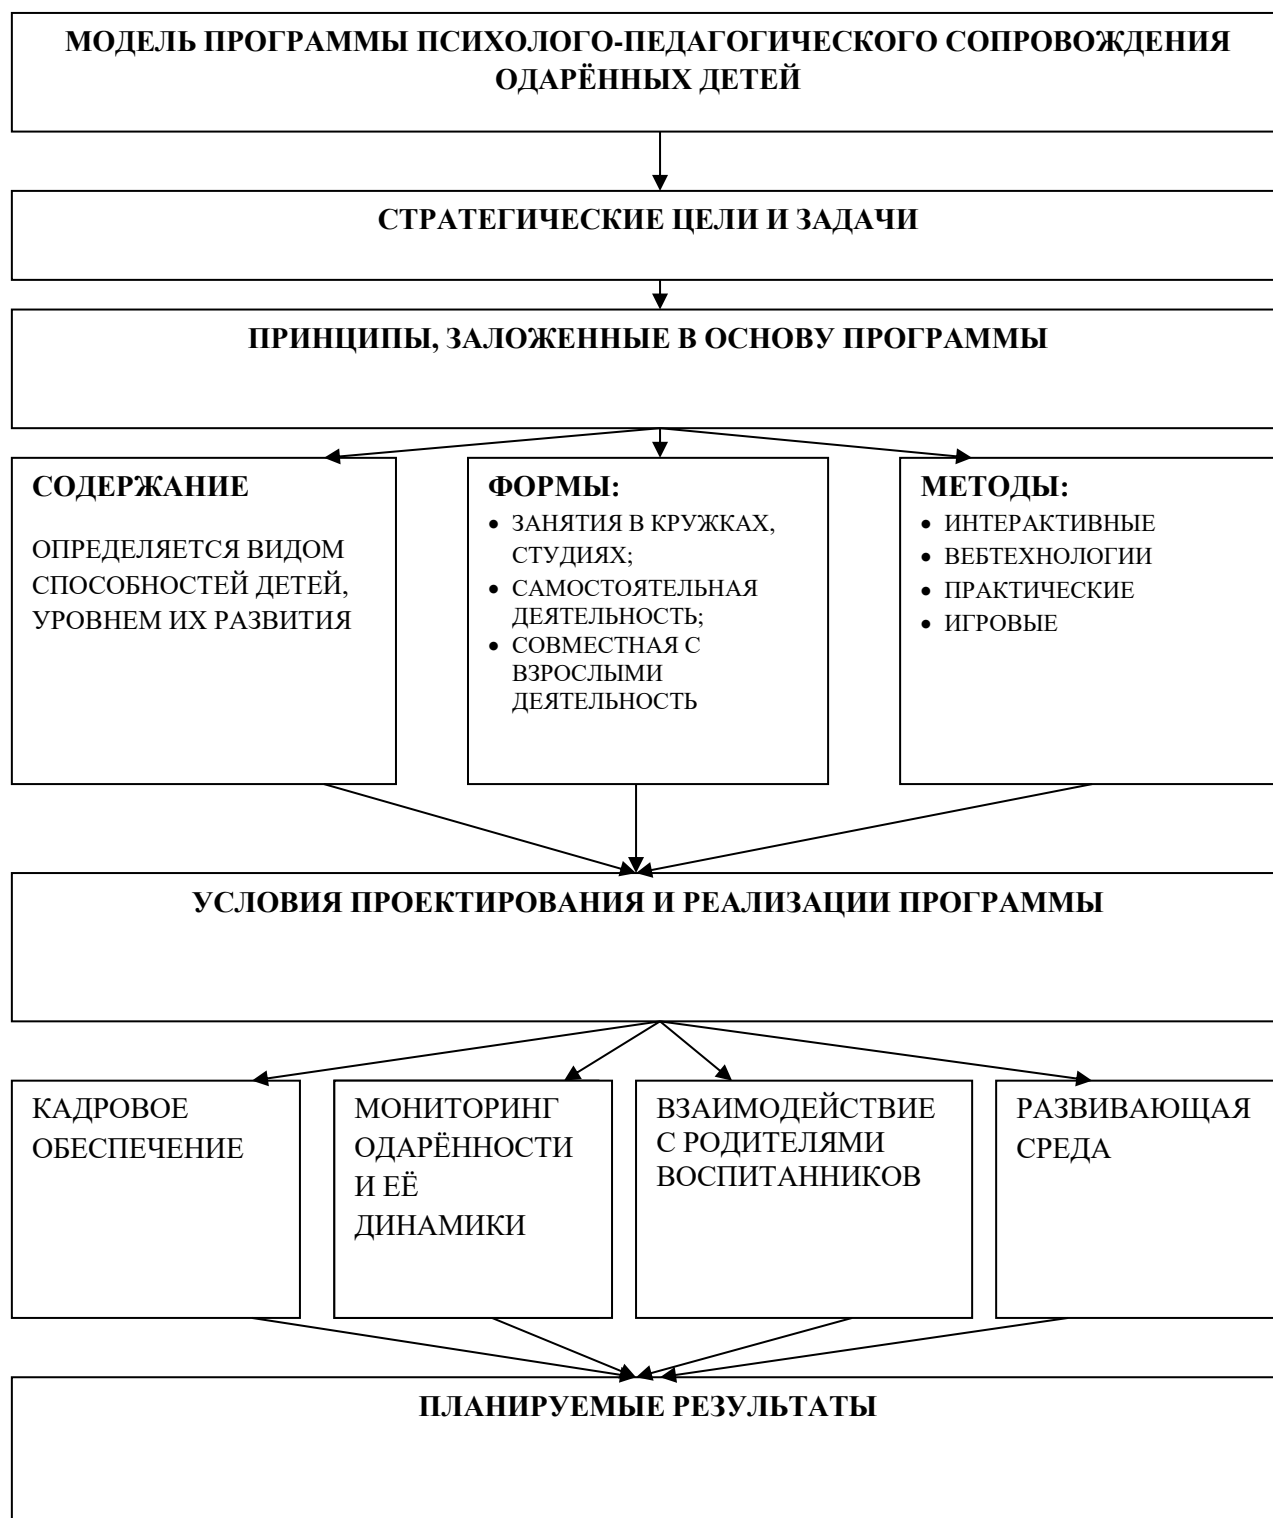 МОДЕЛЬ ПРОГРАММЫ ПСИХОЛОГО-ПЕДАГОГИЧЕСКОГО СОПРОВОЖДЕНИЯ
ОДАРЁННЫХ ДЕТЕЙ
СТРАТЕГИЧЕСКИЕ ЦЕЛИ И ЗАДАЧИ
ПРИНЦИПЫ, ЗАЛОЖЕННЫЕ В ОСНОВУ ПРОГРАММЫ
СОДЕРЖАНИЕ
ОПРЕДЕЛЯЕТСЯ ВИДОМ
СПОСОБНОСТЕЙ ДЕТЕЙ,
УРОВНЕМ ИХ РАЗВИТИЯ
ФОРМЫ:
• ЗАНЯТИЯ В КРУЖКАХ,
СТУДИЯХ;
• САМОСТОЯТЕЛЬНАЯ
ДЕЯТЕЛЬНОСТЬ;
• СОВМЕСТНАЯ С
ВЗРОСЛЫМИ
ДЕЯТЕЛЬНОСТЬ
МЕТОДЫ:
• ИНТЕРАКТИВНЫЕ
• ВЕБТЕХНОЛОГИИ
• ПРАКТИЧЕСКИЕ
• ИГРОВЫЕ
УСЛОВИЯ ПРОЕКТИРОВАНИЯ И РЕАЛИЗАЦИИ ПРОГРАММЫ
КАДРОВОЕ
ОБЕСПЕЧЕНИЕ
МОНИТОРИНГ
ОДАРЁННОСТИ
И ЕЁ
ДИНАМИКИ
ВЗАИМОДЕЙСТВИЕ
С РОДИТЕЛЯМИ
ВОСПИТАННИКОВ
РАЗВИВАЮЩАЯ
СРЕДА
ПЛАНИРУЕМЫЕ РЕЗУЛЬТАТЫ